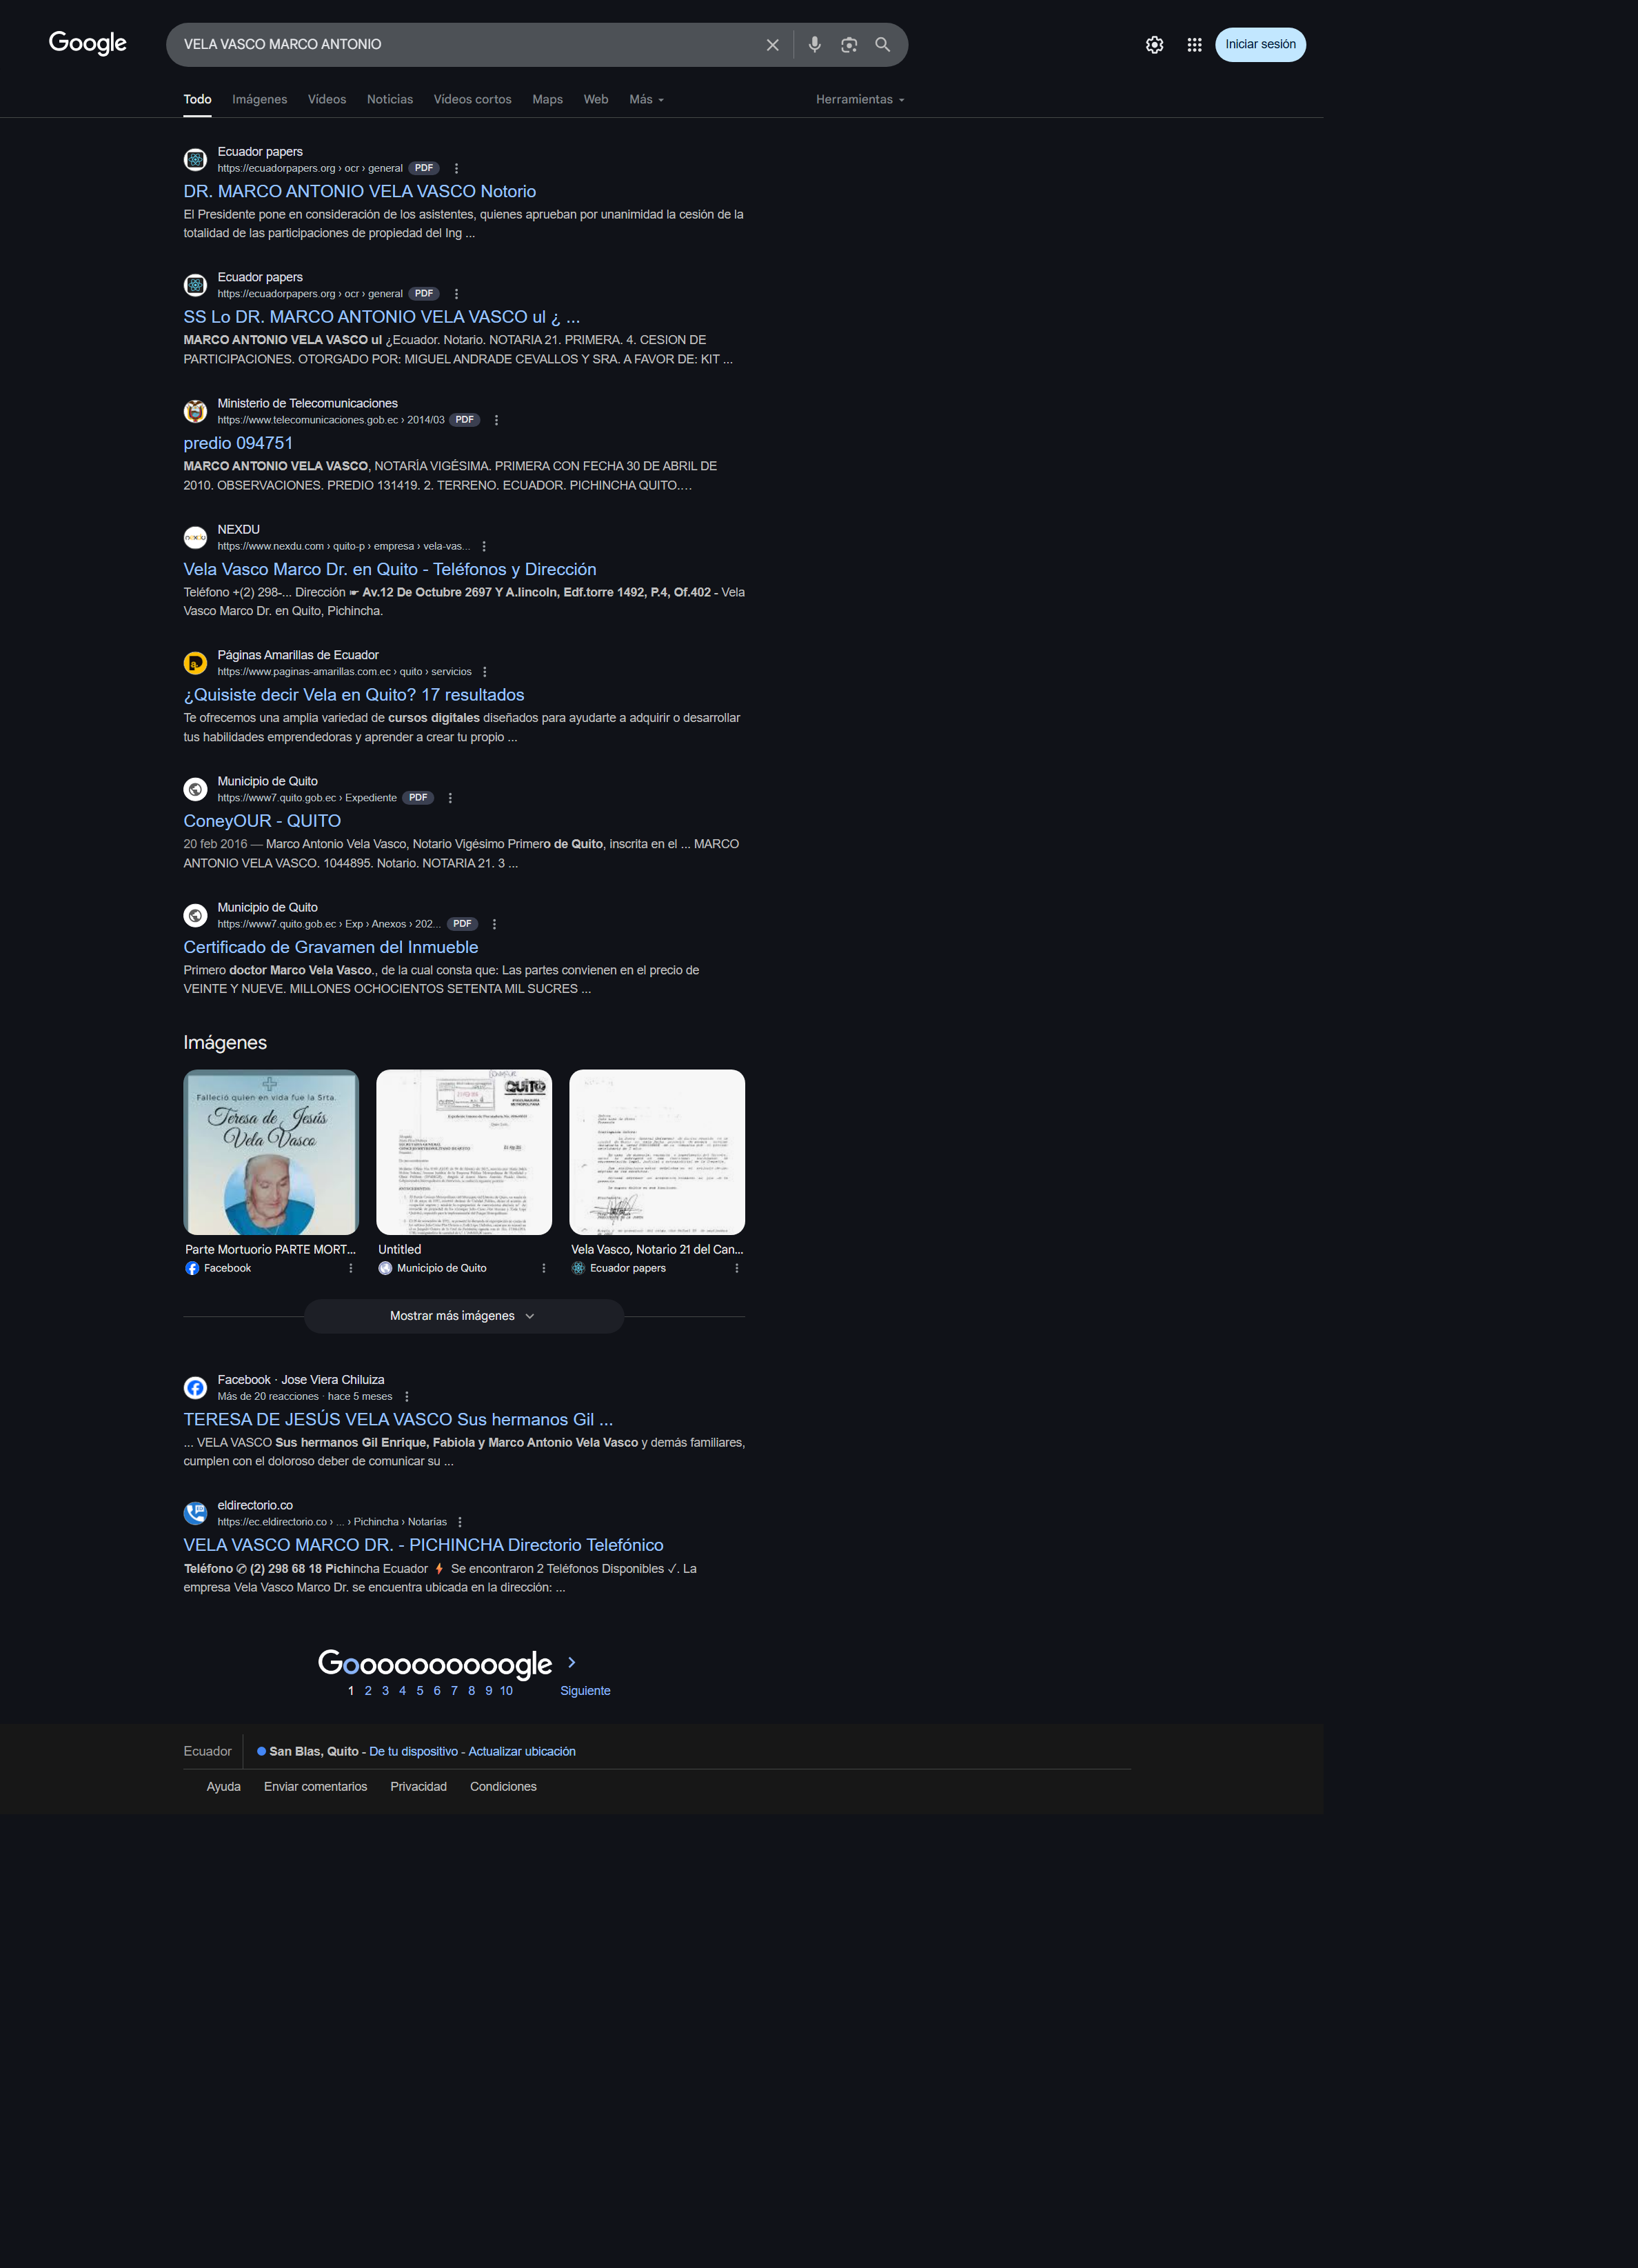 Google
VELA VASCO MARCO ANTONIO
Iniciar sesión
Todo Imágenes Videos Noticias Videos cortos Maps Web Más Herramientas
Ecuador papers
https://ecuadorpapers.org › ocr › general PDF
DR. MARCO ANTONIO VELA VASCO Notorio
El Presidente pone en consideración de los asistentes, quienes aprueban por unanimidad la cesión de la
totalidad de las participaciones de propiedad del Ing ...
Ecuador papers
https://ecuadorpapers.org › ocr › general PDF
SS Lo DR. MARCO ANTONIO VELA VASCO ul ¿ ...
MARCO ANTONIO VELA VASCO ul ¿Ecuador. Notario. NOTARIA 21. PRIMERA. 4. CESION DE
PARTICIPACIONES. OTORGADO POR: MIGUEL ANDRADE CEVALLOS Y SRA. A FAVOR DE: KIT ...
Ministerio de Telecomunicaciones
https://www.telecomunicaciones.gob.ec › 2014/03 PDF
predio 094751
MARCO ANTONIO VELA VASCO, NOTARÌA VIGÉSIMA. PRIMERA CON FECHA 30 DE ABRIL DE
2010. OBSERVACIONES. PREDIO 131419. 2. TERRENO. ECUADOR. PICHINCHA QUITO....
nexdu
NEXDU
https://www.nexdu.com › quito-p › empresa › vela-vas...
Vela Vasco Marco Dr. en Quito - Teléfonos y Dirección
Teléfono +(2) 298-... Dirección ☛ Av.12 De Octubre 2697 Y A.lincoln, Edf.torre 1492, P.4, Of.402 - Vela
Vasco Marco Dr. en Quito, Pichincha.
Páginas Amarillas de Ecuador
https://www.paginas-amarillas.com.ec › quito › servicios
¿Quisiste decir Vela en Quito? 17 resultados
Te ofrecemos una amplia variedad de cursos digitales diseñados para ayudarte a adquirir o desarrollar
tus habilidades emprendedoras y aprender a crear tu propio ...
Municipio de Quito
https://www7.quito.gob.ec › Expediente PDF
ConeyOUR - QUITO
20 feb 2016 — Marco Antonio Vela Vasco, Notario Vigésimo Primero de Quito, inscrita en el ... MARCO
ANTONIO VELA VASCO. 1044895. Notario. NOTARIA 21. 3 ...
Municipio de Quito
https://www7.quito.gob.ec › Exp › Anexos › 202... PDF
Certificado de Gravamen del Inmueble
Primero doctor Marco Vela Vasco., de la cual consta que: Las partes convienen en el precio de
VEINTE Y NUEVE. MILLONES OCHOCIENTOS SETENTA MIL SUCRES ...
Imágenes
Falleció quien en vida fue la Srta.
Teresa de Jesús
Vela Vasco
QUITO
Parte Mortuorio PARTE MORT...
Facebook
Untitled
Municipio de Quito
Vela Vasco, Notario 21 del Can...
Ecuador papers
Mostrar más imágenes
Facebook · Jose Viera Chiluiza
Más de 20 reacciones · hace 5 meses
TERESA DE JESÚS VELA VASCO Sus hermanos Gil ...
... VELA VASCO Sus hermanos Gil Enrique, Fabiola y Marco Antonio Vela Vasco y demás familiares,
cumplen con el doloroso deber de comunicar su ...
eldirectorio.co
https://ec.eldirectorio.co › ... › Pichincha › Notarias
VELA VASCO MARCO DR. - PICHINCHA Directorio Telefónico
Teléfono ✆ (2) 298 68 18 Pichincha Ecuador ⚡ Se encontraron 2 Teléfonos Disponibles ✓. La
empresa Vela Vasco Marco Dr. se encuentra ubicada en la dirección: ...
Goooooooooogle
1 2 3 4 5 6 7 8 9 10 Siguiente
Ecuador San Blas, Quito - De tu dispositivo - Actualizar ubicación
Ayuda Enviar comentarios Privacidad Condiciones